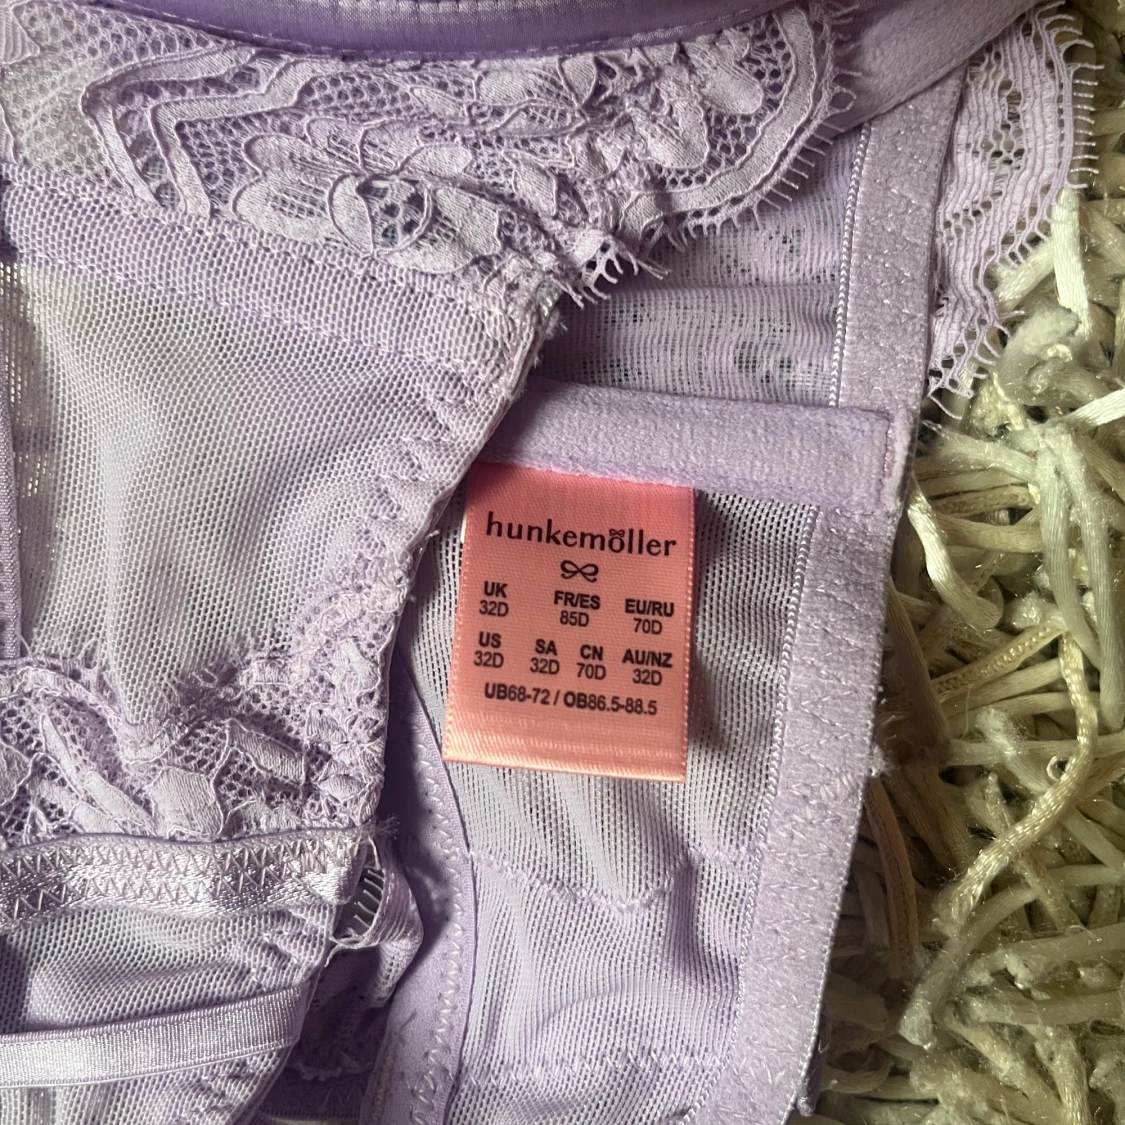 hunkemöller
UK FR/ES EU/RU
32D 85D 70D
US SA CN AU/NZ
32D 32D 70D 32D
UB68-72 / OB86.5-88.5